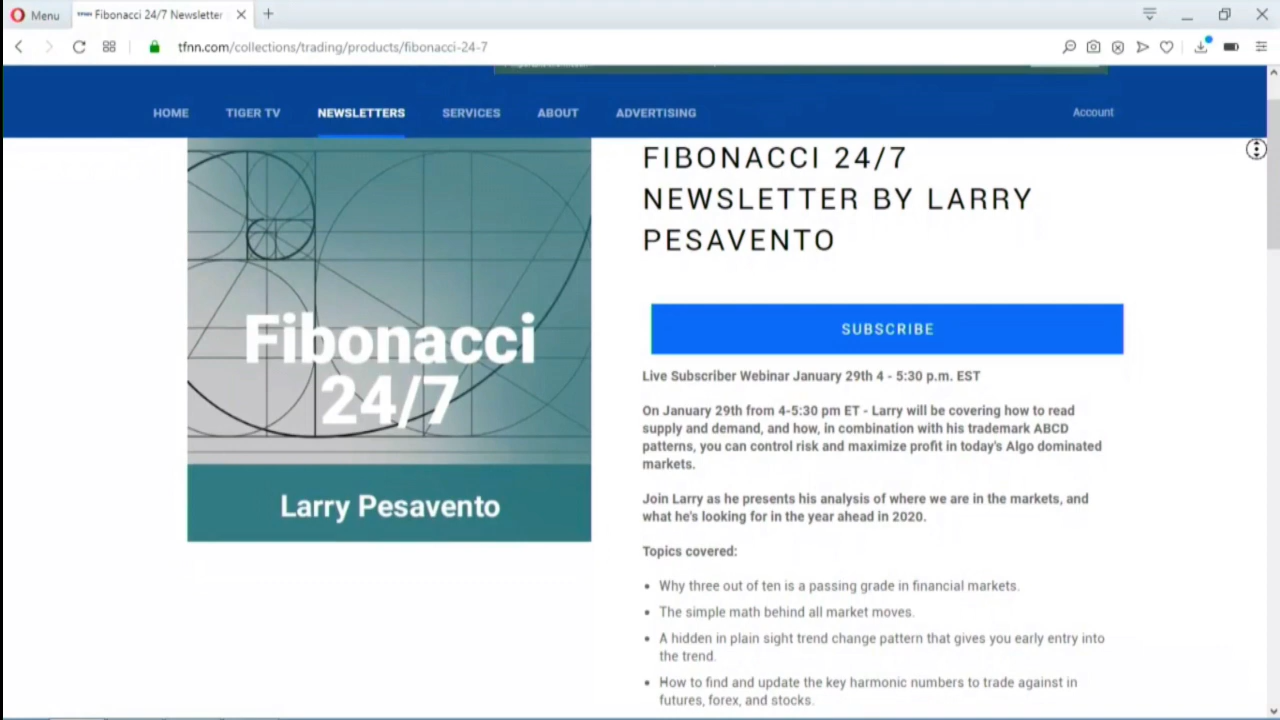 Menu
Fibonacci 24/7 Newsletter
tfnn.com/collections/trading/products/fibonacci-24-7
HOME
TIGER TV
NEWSLETTERS
SERVICES
ABOUT
ADVERTISING
Account
Fibonacci
24/7
Larry Pesavento
FIBONACCI 24/7
NEWSLETTER BY LARRY
PESAVENTO
SUBSCRIBE
Live Subscriber Webinar January 29th 4 - 5:30 p.m. EST
On January 29th from 4-5:30 pm ET - Larry will be covering how to read
supply and demand, and how, in combination with his trademark ABCD
patterns, you can control risk and maximize profit in today's Algo dominated
markets.
Join Larry as he presents his analysis of where we are in the markets, and
what he's looking for in the year ahead in 2020.
Topics covered:
• Why three out of ten is a passing grade in financial markets.
• The simple math behind all market moves.
• A hidden in plain sight trend change pattern that gives you early entry into
the trend.
• How to find and update the key harmonic numbers to trade against in
futures, forex, and stocks.